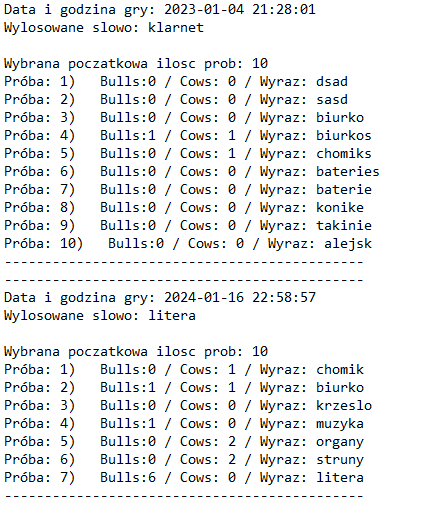 Data i godzina gry: 2023-01-04 21:28:01
Wylosowane slowo: klarnet
Wybrana poczatkowa ilosc prob: 10
Próba: 1)   Bulls:0 / Cows: 0 / Wyraz: dsad
Próba: 2)   Bulls:0 / Cows: 0 / Wyraz: sasd
Próba: 3)   Bulls:0 / Cows: 0 / Wyraz: biurko
Próba: 4)   Bulls:1 / Cows: 1 / Wyraz: biurkos
Próba: 5)   Bulls:0 / Cows: 1 / Wyraz: chomiks
Próba: 6)   Bulls:0 / Cows: 0 / Wyraz: bateries
Próba: 7)   Bulls:0 / Cows: 0 / Wyraz: baterie
Próba: 8)   Bulls:0 / Cows: 0 / Wyraz: konike
Próba: 9)   Bulls:0 / Cows: 0 / Wyraz: takinie
Próba: 10)   Bulls:0 / Cows: 0 / Wyraz: alejsk
---------------------------------------------
---------------------------------------------
Data i godzina gry: 2024-01-16 22:58:57
Wylosowane slowo: litera
Wybrana poczatkowa ilosc prob: 10
Próba: 1)   Bulls:0 / Cows: 1 / Wyraz: chomik
Próba: 2)   Bulls:1 / Cows: 1 / Wyraz: biurko
Próba: 3)   Bulls:0 / Cows: 0 / Wyraz: krzeslo
Próba: 4)   Bulls:1 / Cows: 0 / Wyraz: muzyka
Próba: 5)   Bulls:0 / Cows: 2 / Wyraz: organy
Próba: 6)   Bulls:0 / Cows: 2 / Wyraz: struny
Próba: 7)   Bulls:6 / Cows: 0 / Wyraz: litera
---------------------------------------------